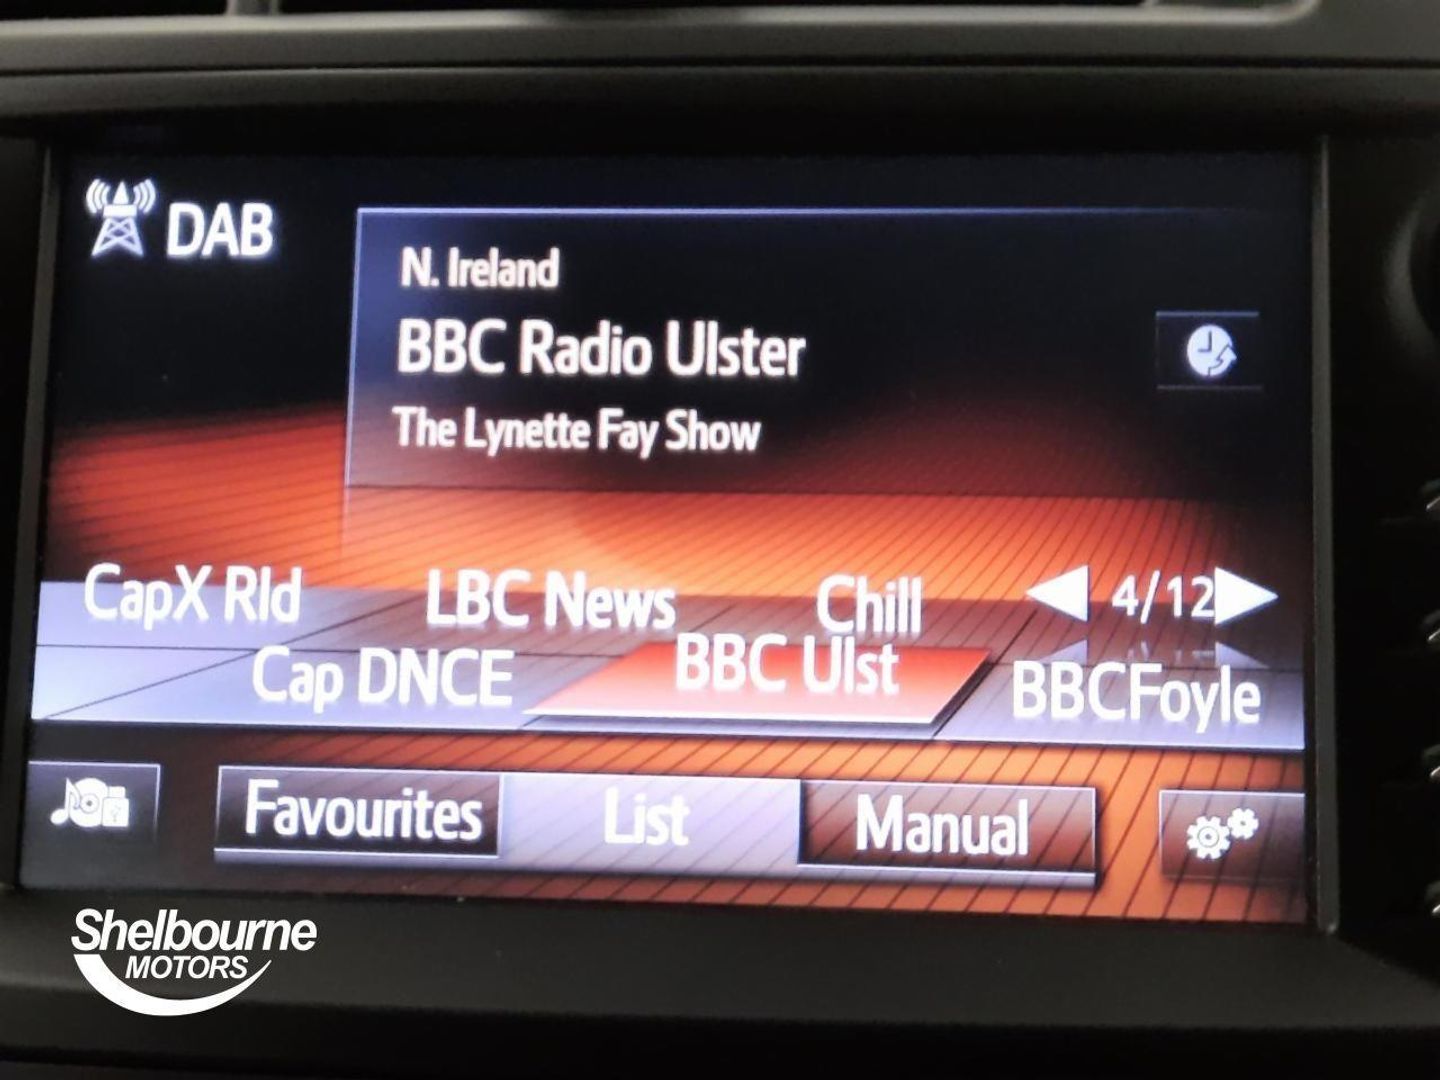 DAB
N. Ireland
BBC Radio Ulster
The Lynette Fay Show
CapX Rld LBC News Chill 4/12
Cap DNCE BBC Ulst BBCFoyle
Favourites List Manual
Shelbourne
MOTORS